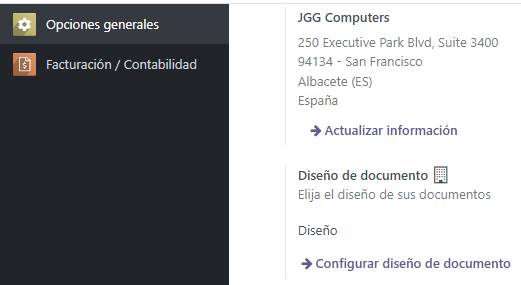 Opciones generales
Facturación / Contabilidad
JGG Computers
250 Executive Park Blvd, Suite 3400
94134 - San Francisco
Albacete (ES)
España
Actualizar información
Diseño de documento
Elija el diseño de sus documentos
Diseño
Configurar diseño de documento